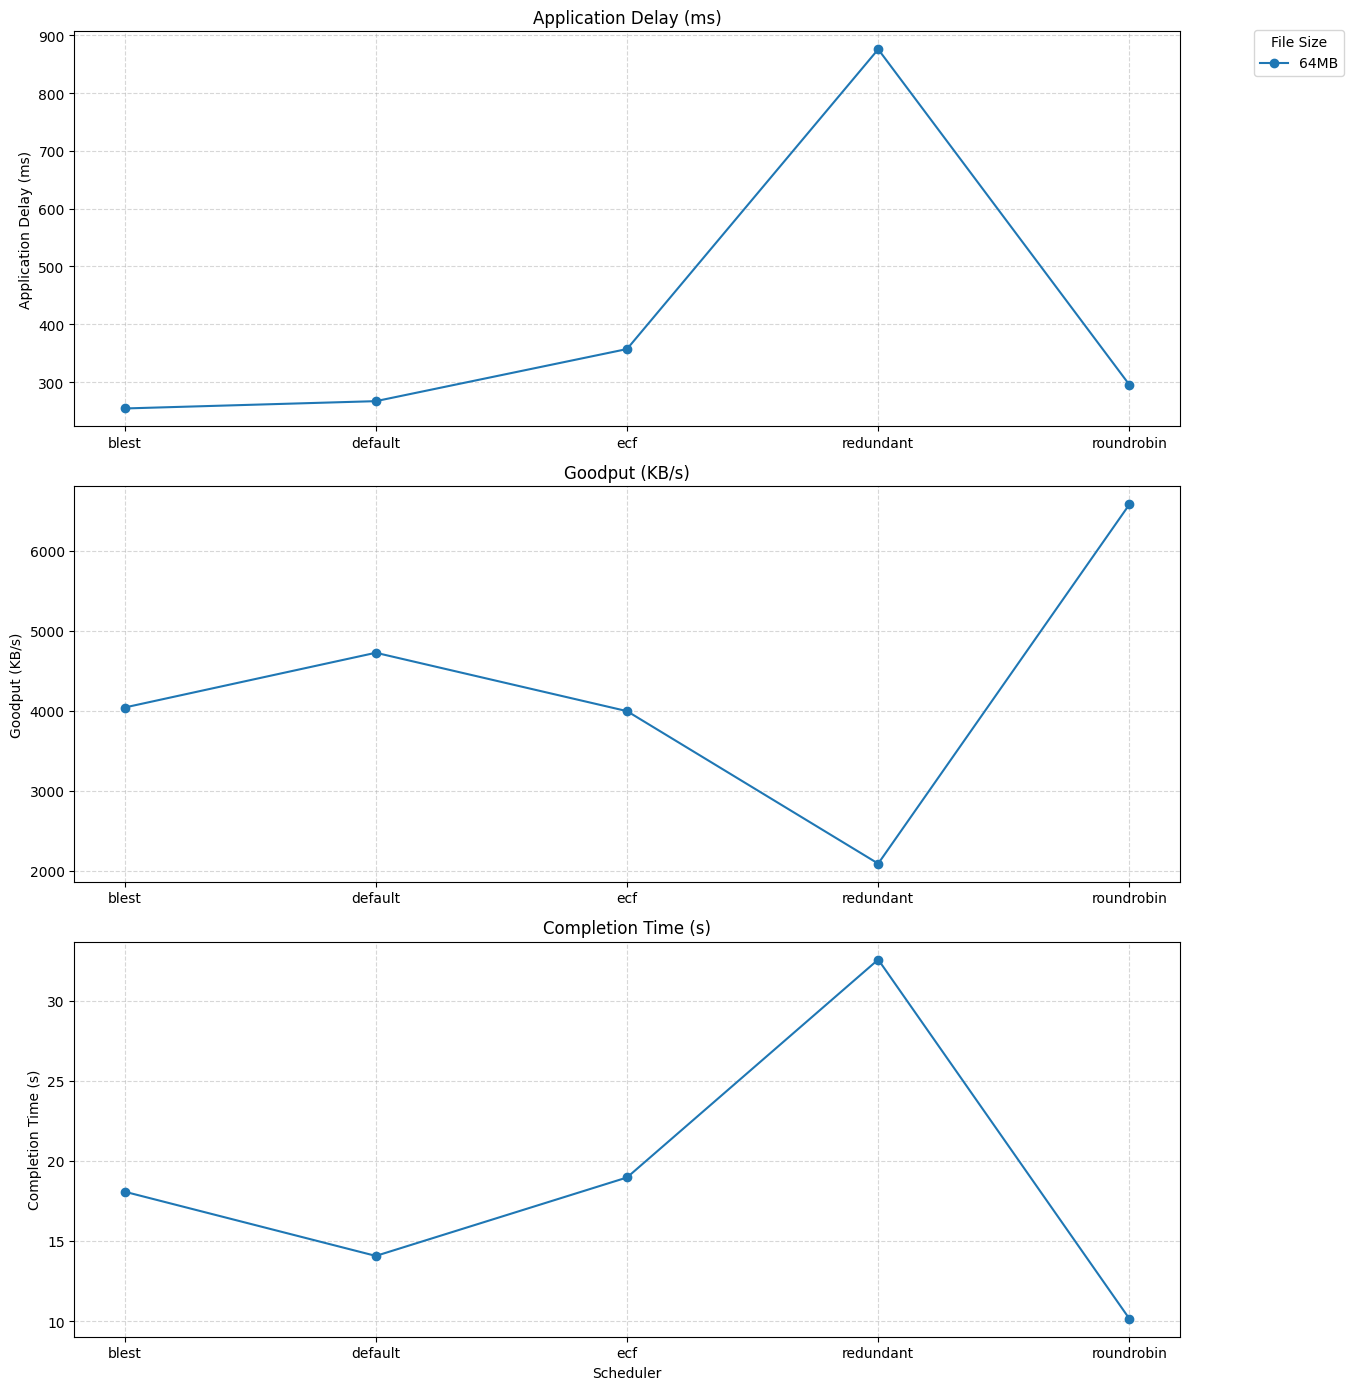 Application Delay (ms)
File Size
64MB
Application Delay (ms)
900
800
700
600
500
400
300
blest default ecf redundant roundrobin
Goodput (KB/s)
Goodput (KB/s)
6000
5000
4000
3000
2000
blest default ecf redundant roundrobin
Completion Time (s)
Completion Time (s)
30
25
20
15
10
blest default ecf redundant roundrobin
Scheduler